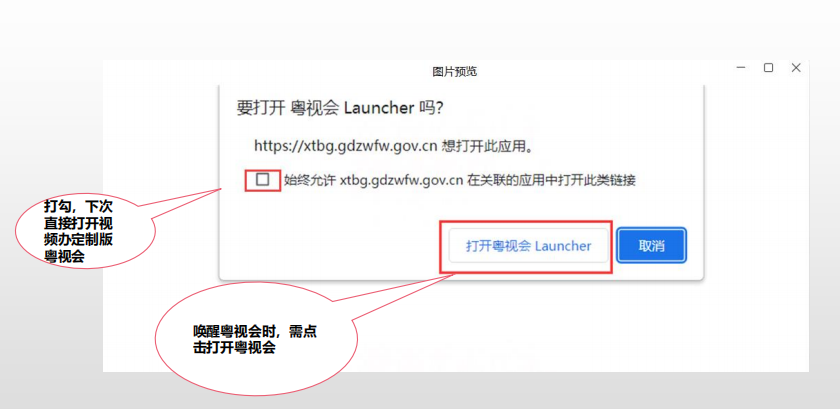 图片预览
要打开 粤视会 Launcher 吗?
https://xtbg.gdzwfw.gov.cn 想打开此应用。
始终允许 xtbg.gdzwfw.gov.cn 在关联的应用中打开此类链接
打开粤视会 Launcher
取消
打勾，下次
直接打开视
频办定制版
粤视会
唤醒粤视会时，需点
击打开粤视会